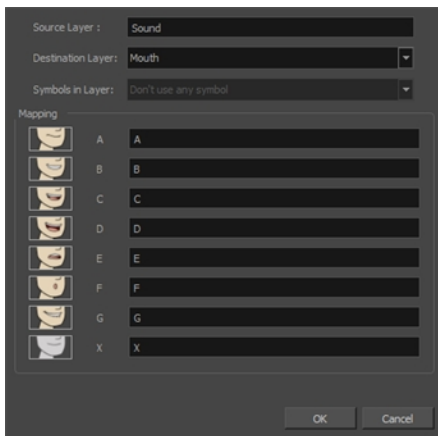 Source Layer : Sound
Destination Layer: Mouth
Symbols in Layer: Don't use any symbol
Mapping
A A
B B
C C
D D
E E
F F
G G
X X
OK Cancel